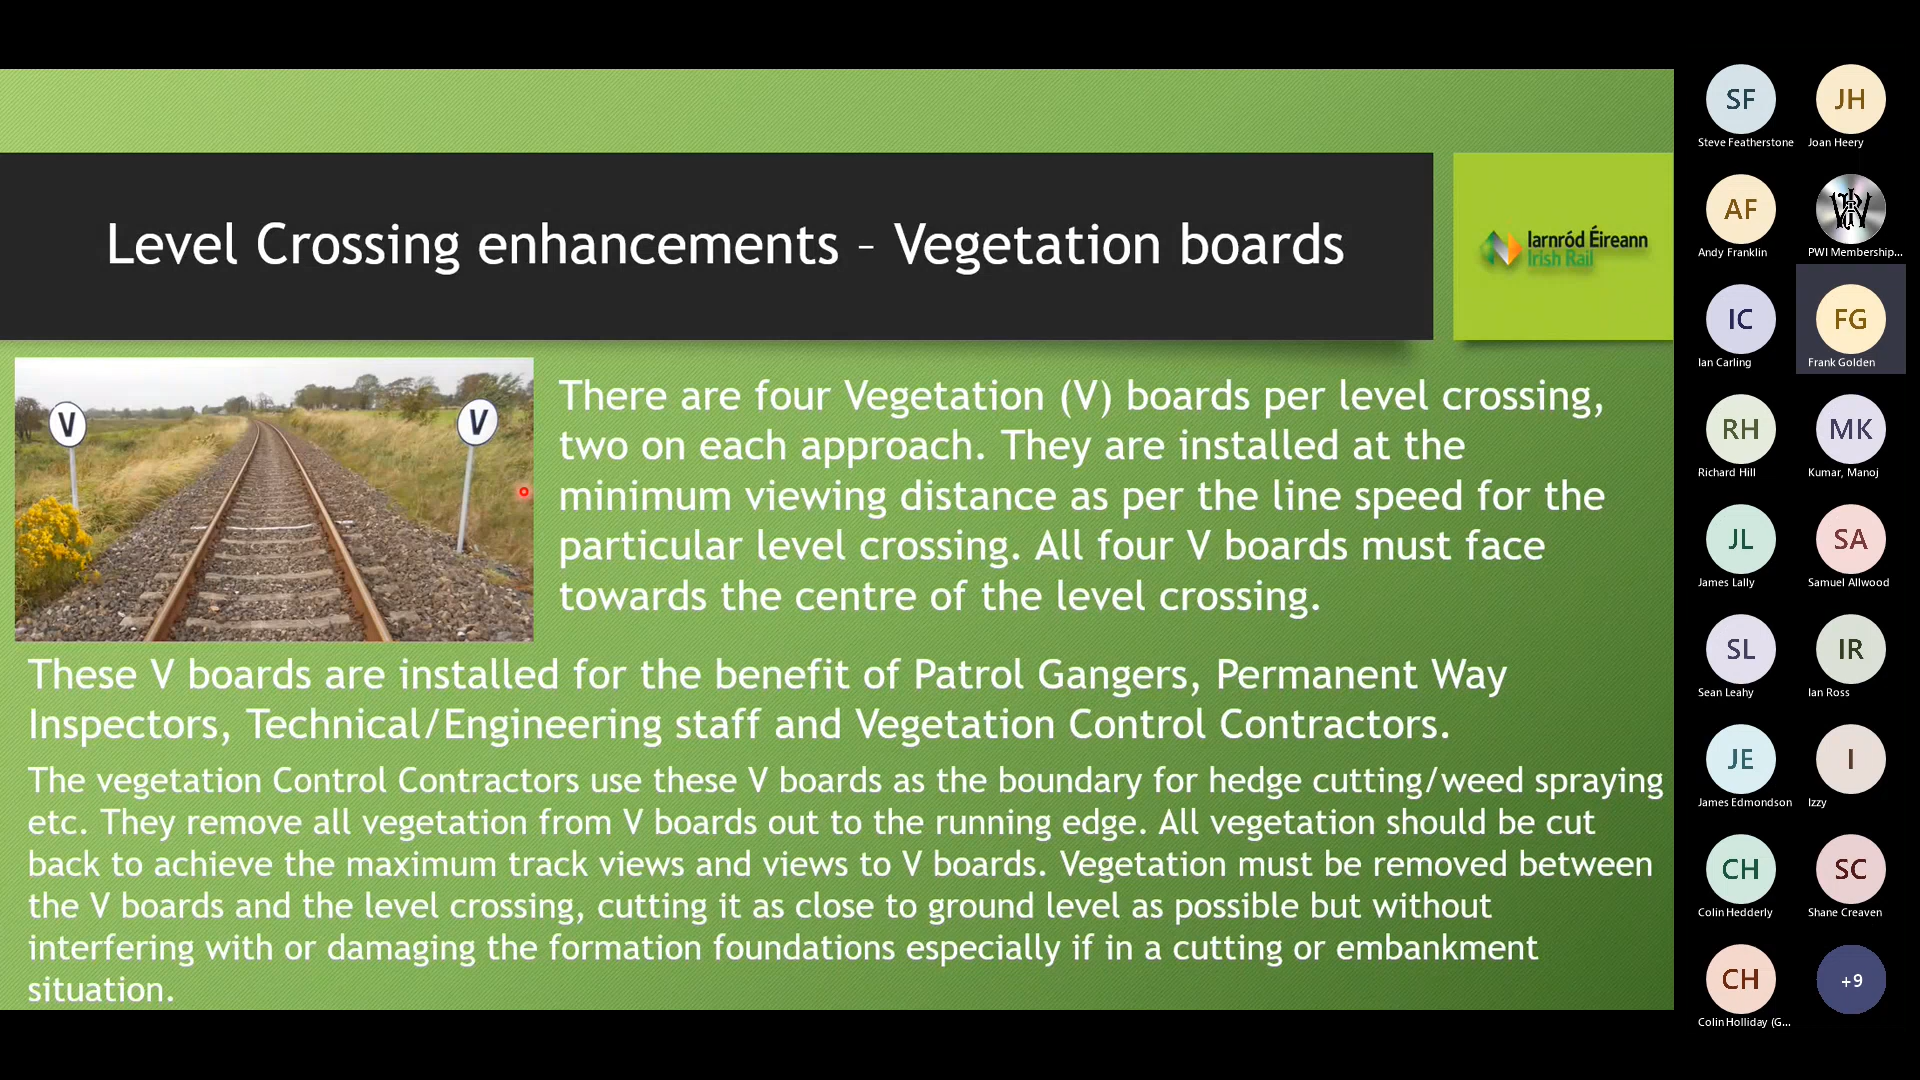 Level Crossing enhancements – Vegetation boards
Iarnród Éireann
Irish Rail
V
V
There are four Vegetation (V) boards per level crossing,
two on each approach. They are installed at the
minimum viewing distance as per the line speed for the
particular level crossing. All four V boards must face
towards the centre of the level crossing.
These V boards are installed for the benefit of Patrol Gangers, Permanent Way
Inspectors, Technical/Engineering staff and Vegetation Control Contractors.
The vegetation Control Contractors use these V boards as the boundary for hedge cutting/weed spraying
etc. They remove all vegetation from V boards out to the running edge. All vegetation should be cut
back to achieve the maximum track views and views to V boards. Vegetation must be removed between
the V boards and the level crossing, cutting it as close to ground level as possible but without
interfering with or damaging the formation foundations especially if in a cutting or embankment
situation.
SF
Steve Featherstone
JH
Joan Heery
AF
Andy Franklin
PWI Membership...
IC
Ian Carling
FG
Frank Golden
RH
Richard Hill
MK
Kumar, Manoj
JL
James Lally
SA
Samuel Allwood
SL
Sean Leahy
IR
Ian Ross
JE
James Edmondson
I
Izzy
CH
Colin Hedderly
SC
Shane Creaven
CH
Colin Holliday (G...
+9